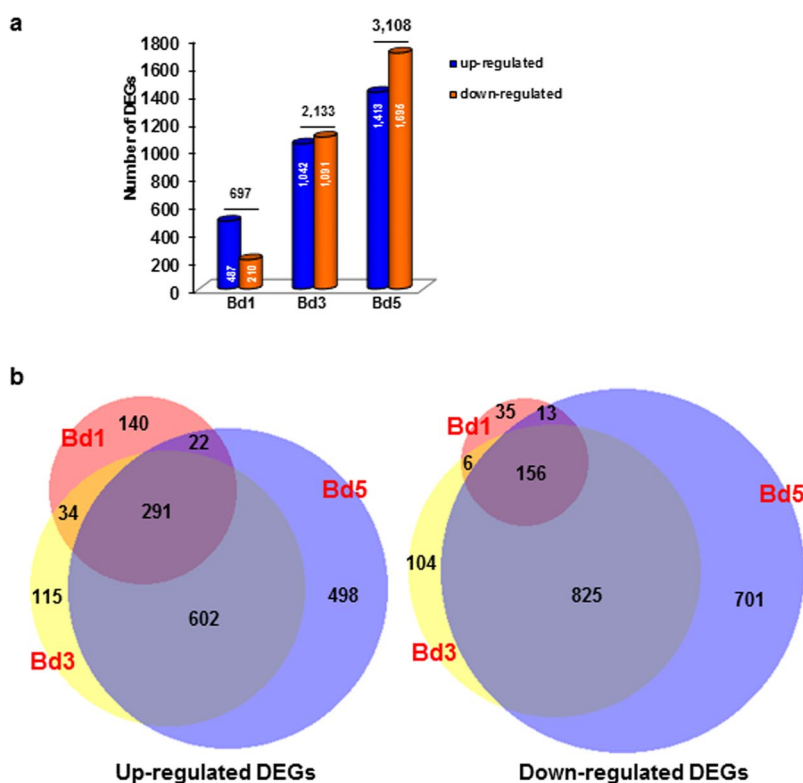 a
3,108
1800
1600
1400
1200
1000
800
600
400
200
0
Number of DEGs
up-regulated
down-regulated
2,133
697
487
210
1,042
1,091
1,413
1,695
Bd1
Bd3
Bd5
b
140
Bd1
22
34
291
Bd5
115
602
498
Bd3
Up-regulated DEGs
35
13
Bd1
6
156
Bd5
104
825
701
Bd3
Down-regulated DEGs